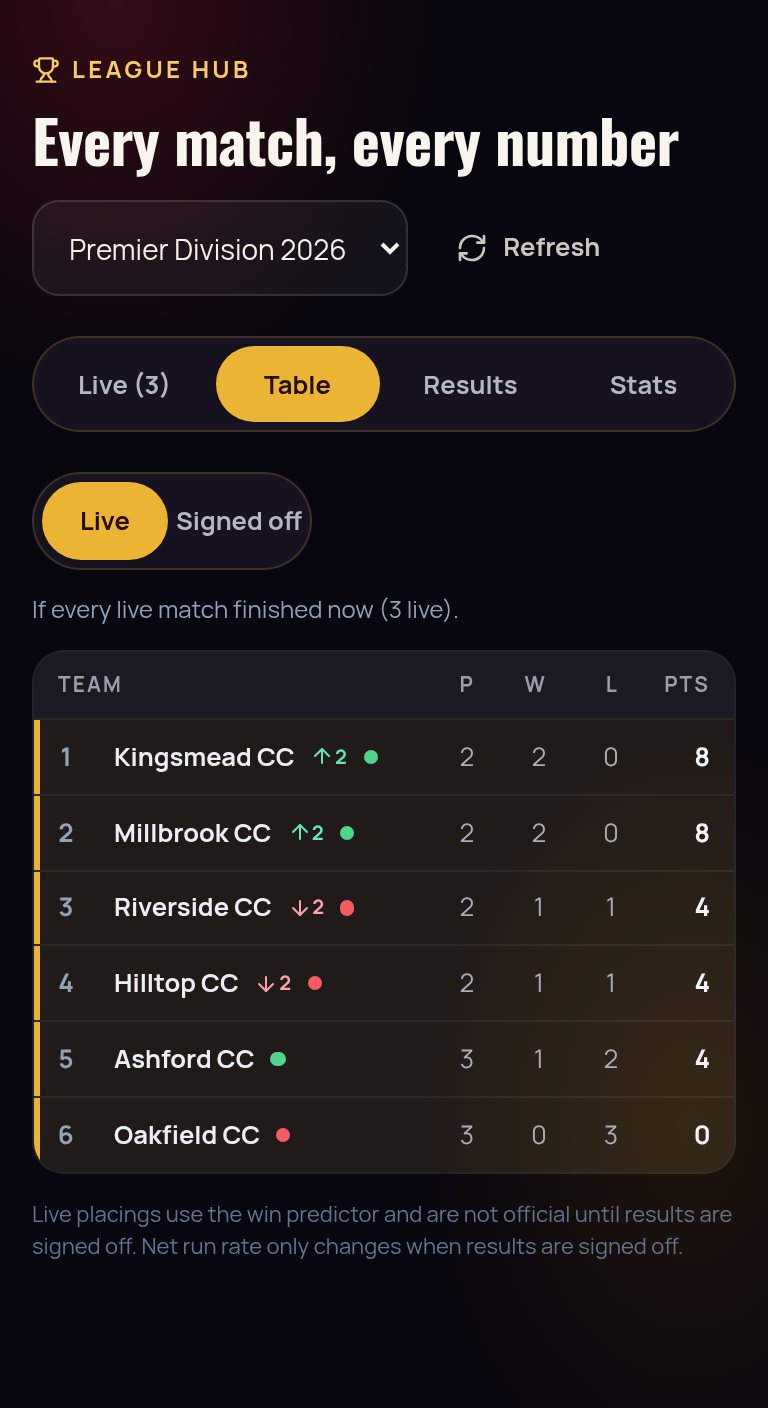 LEAGUE HUB
Every match, every number
Premier Division 2026 Refresh
Live (3) Table Results Stats
Live Signed off
If every live match finished now (3 live).
TEAM P W L PTS
1 Kingsmead CC ↑2 2 2 0 8
2 Millbrook CC ↑2 2 2 0 8
3 Riverside CC ↓2 2 1 1 4
4 Hilltop CC ↓2 2 1 1 4
5 Ashford CC 3 1 2 4
6 Oakfield CC 3 0 3 0
Live placings use the win predictor and are not official until results are
signed off. Net run rate only changes when results are signed off.